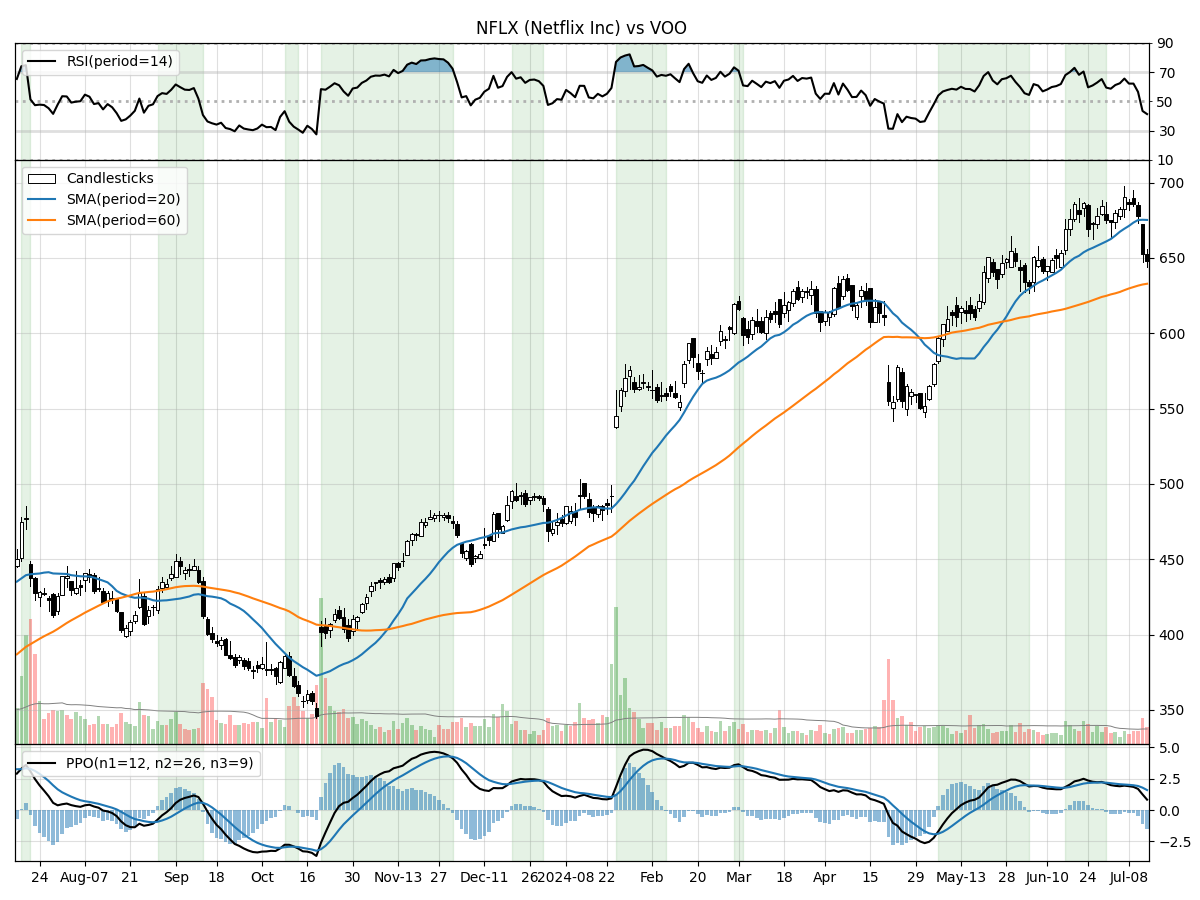 NFLX (Netflix Inc) vs VOO
RSI(period=14)
90
70
50
30
10
Candlesticks
SMA(period=20)
SMA(period=60)
700
650
600
550
500
450
400
350
PPO(n1=12, n2=26, n3=9)
5.0
2.5
0.0
−2.5
24 Aug-07 21 Sep 18 Oct 16 30 Nov-13 27 Dec-11 26 2024-08 22 Feb 20 Mar 18 Apr 15 29 May-13 28 Jun-10 24 Jul-08